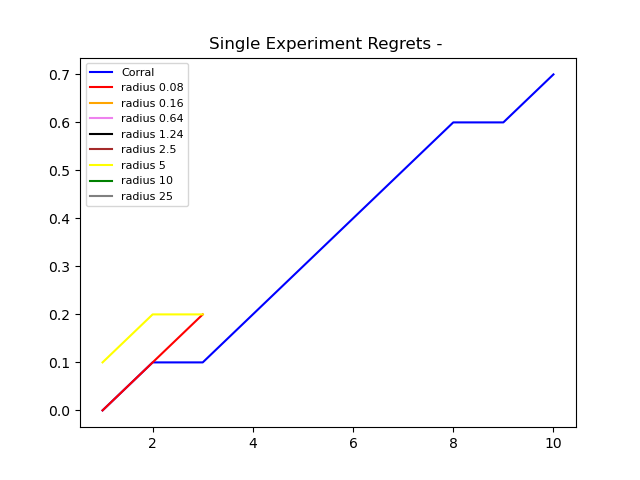 Single Experiment Regrets -
0.7
0.6
0.5
0.4
0.3
0.2
0.1
0.0
Corral
radius 0.08
radius 0.16
radius 0.64
radius 1.24
radius 2.5
radius 5
radius 10
radius 25
2 4 6 8 10